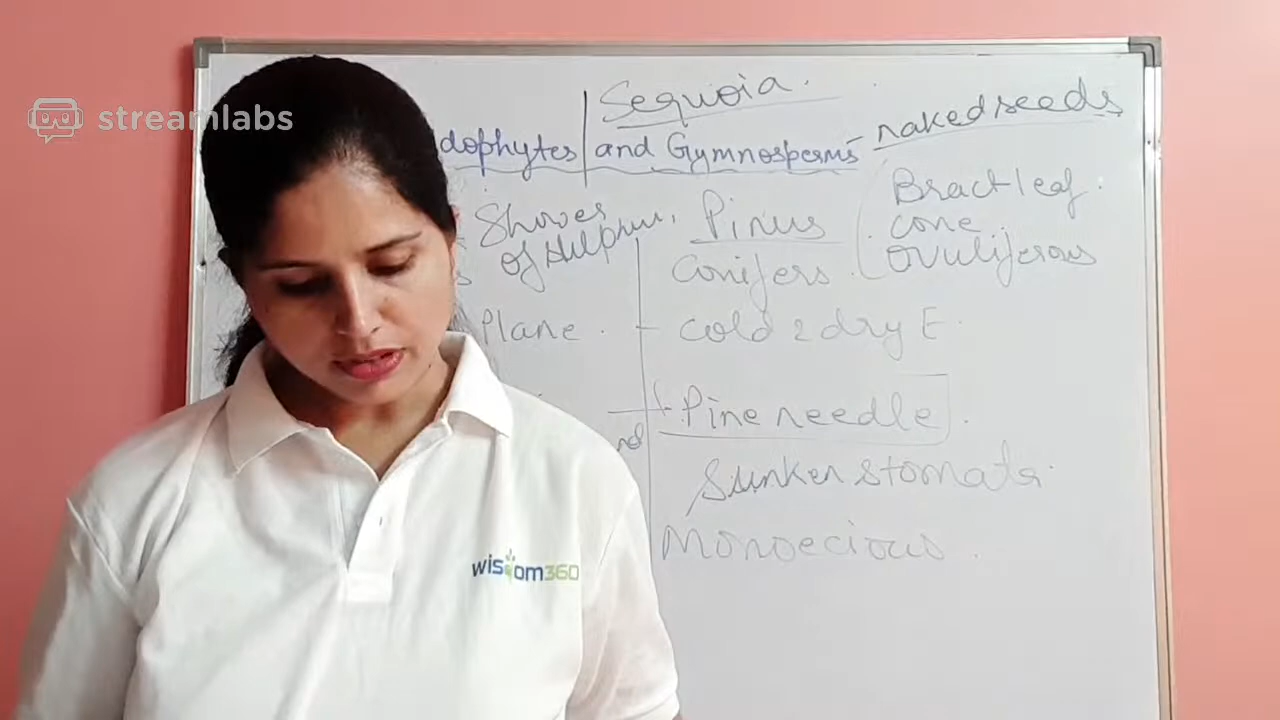 streamlabs
Sequoia.
naked seeds
dophytes and Gymnosperms
Shows
of sulphur,
Pinus
Bract leaf.
cone
ovuliferous
Conifers
Plane.
cold & dry E.
Pine needle.
Sunken stomata
Monoecious.
wisdom360